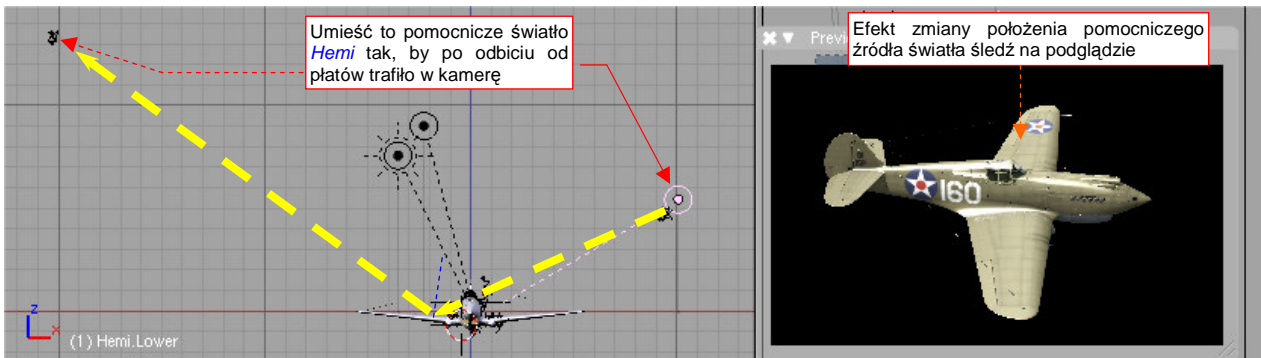 Umieść to pomocnicze światło
Hemi tak, by po odbiciu od
płatów trafiło w kamerę
Previ
Efekt zmiany położenia pomocniczego
źródła światła śledź na podglądzie
160
z
x
(1) Hemi.Lower